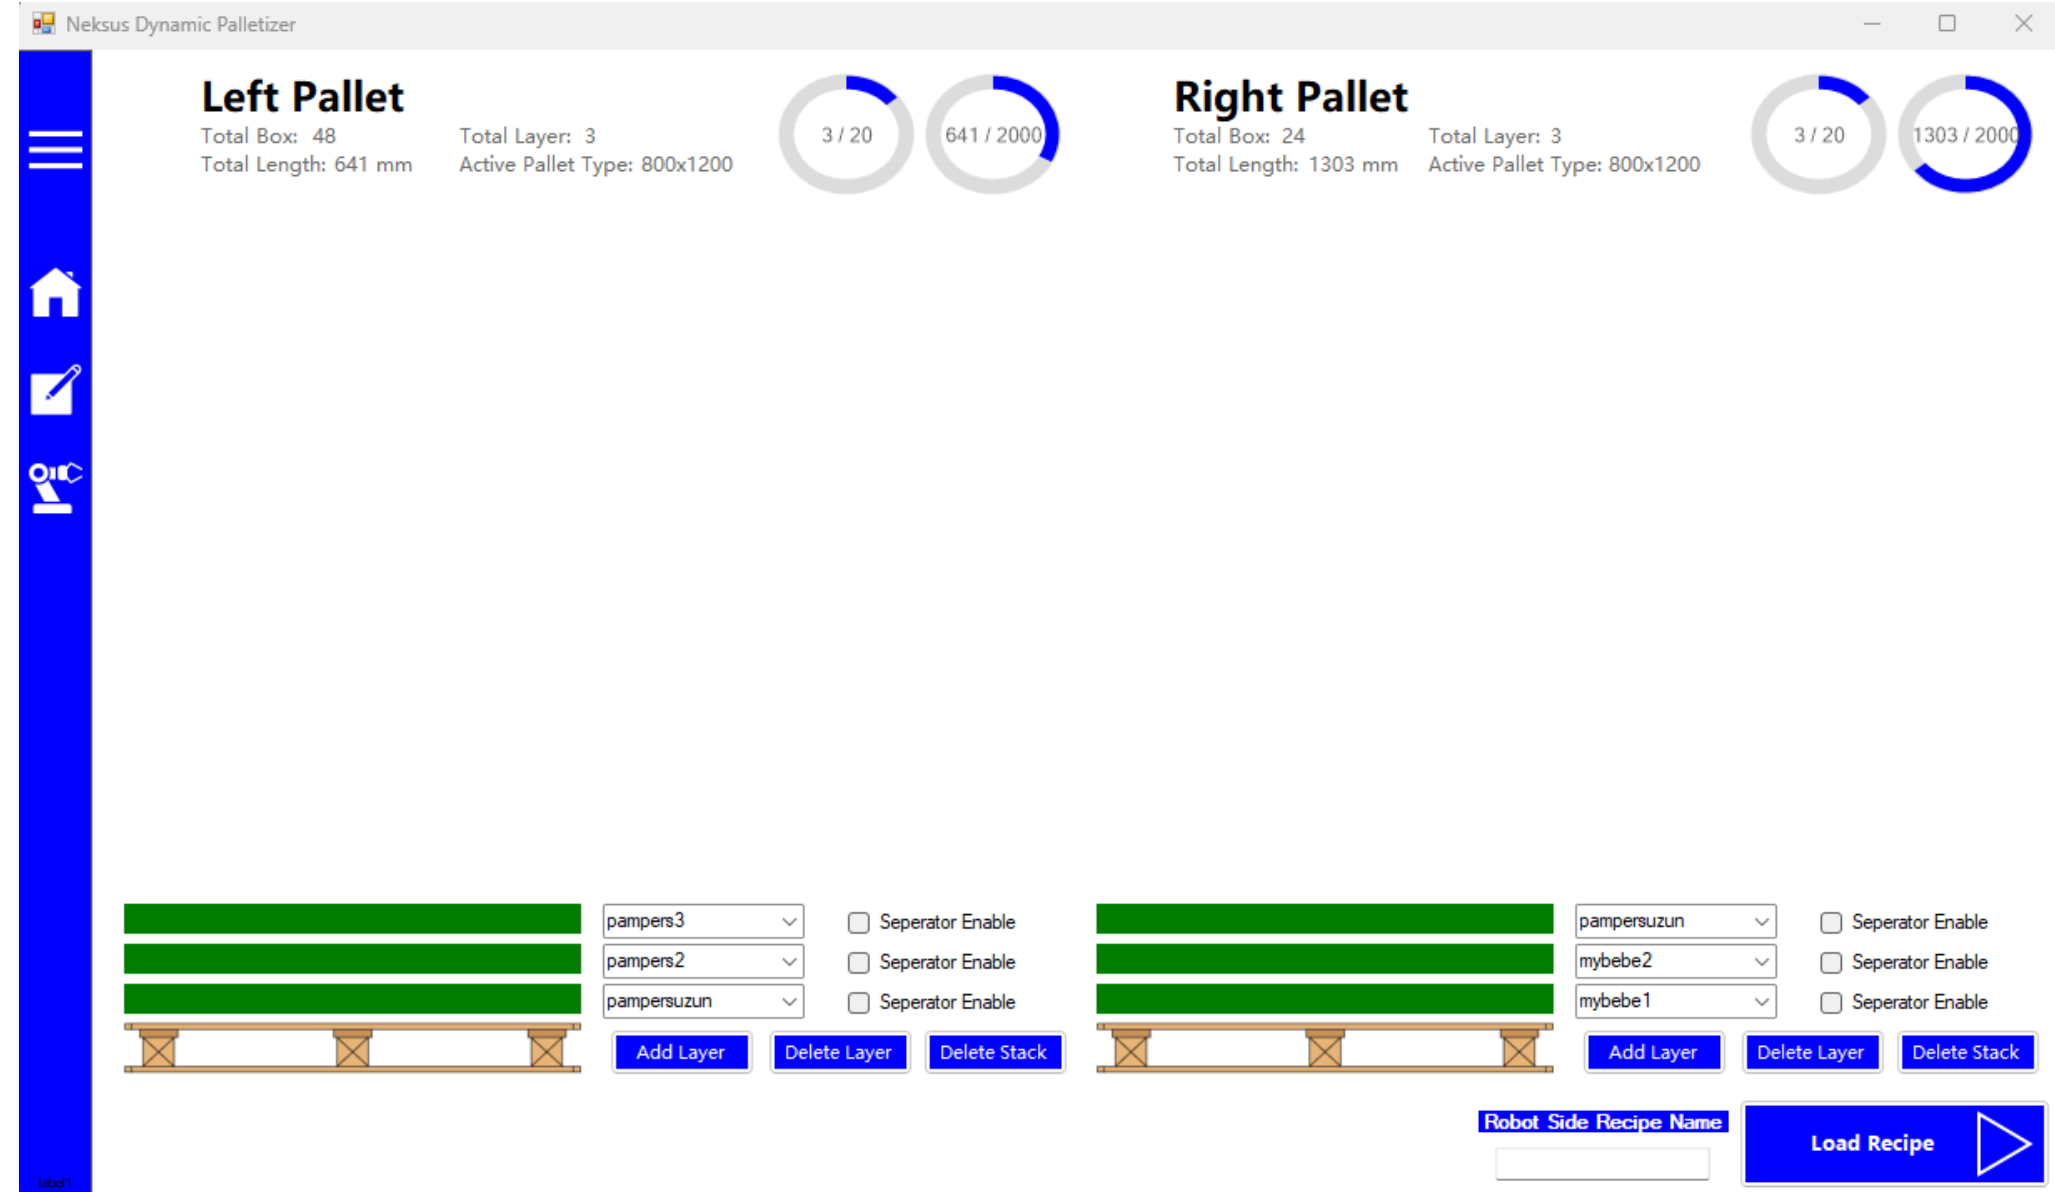 Neksus Dynamic Palletizer
Left Pallet
Total Box: 48
Total Layer: 3
Total Length: 641 mm
Active Pallet Type: 800x1200
3 / 20
641 / 2000
Right Pallet
Total Box: 24
Total Layer: 3
Total Length: 1303 mm
Active Pallet Type: 800x1200
3 / 20
1303 / 2000
pampers3
Seperator Enable
pampers2
Seperator Enable
pampersuzun
Seperator Enable
Add Layer
Delete Layer
Delete Stack
pampersuzun
Seperator Enable
mybebe2
Seperator Enable
mybebe1
Seperator Enable
Add Layer
Delete Layer
Delete Stack
Robot Side Recipe Name
Load Recipe
label1